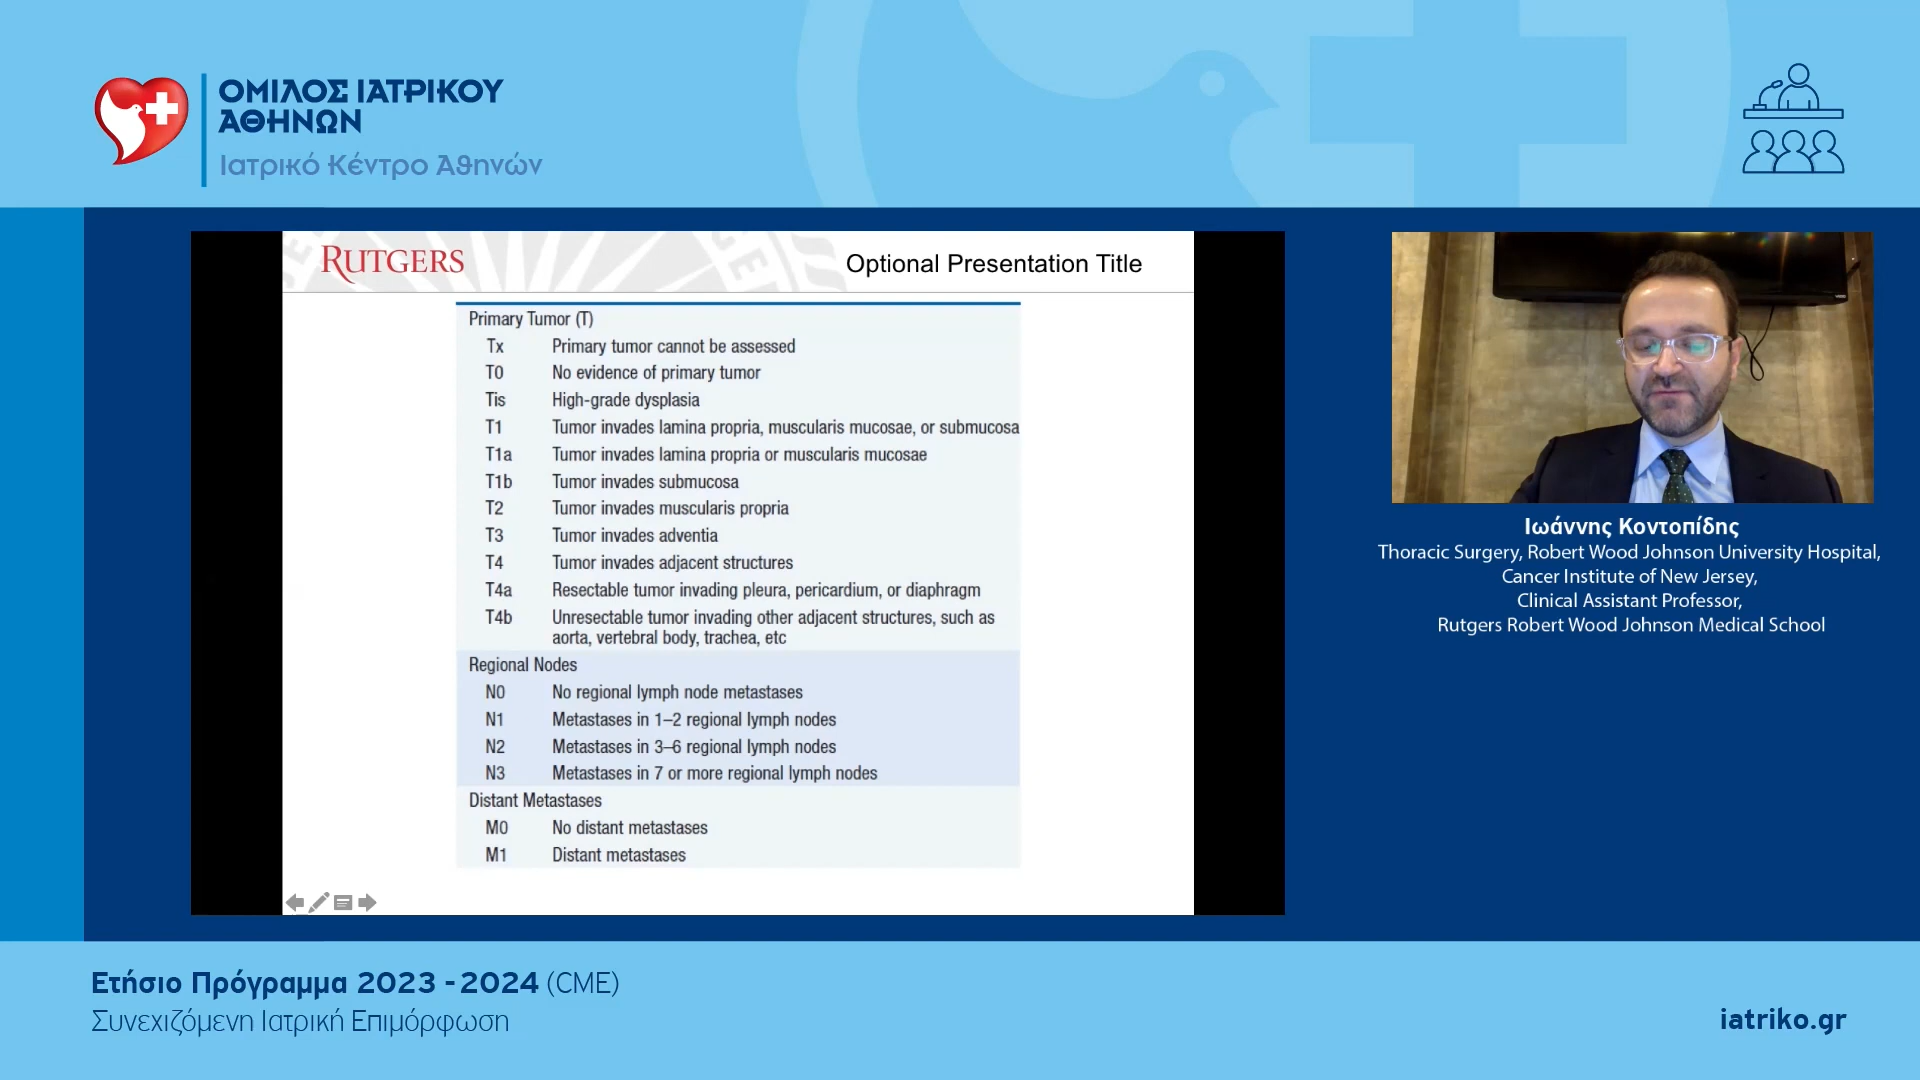 ΟΜΙΛΟΣ ΙΑΤΡΙΚΟΥ
ΑΘΗΝΩΝ
Ιατρικό Κέντρο Αθηνών
RUTGERS
Optional Presentation Title
Primary Tumor (T)
Tx Primary tumor cannot be assessed
T0 No evidence of primary tumor
Tis High-grade dysplasia
T1 Tumor invades lamina propria, muscularis mucosae, or submucosa
T1a Tumor invades lamina propria or muscularis mucosae
T1b Tumor invades submucosa
T2 Tumor invades muscularis propria
T3 Tumor invades adventia
T4 Tumor invades adjacent structures
T4a Resectable tumor invading pleura, pericardium, or diaphragm
T4b Unresectable tumor invading other adjacent structures, such as
aorta, vertebral body, trachea, etc
Regional Nodes
N0 No regional lymph node metastases
N1 Metastases in 1–2 regional lymph nodes
N2 Metastases in 3–6 regional lymph nodes
N3 Metastases in 7 or more regional lymph nodes
Distant Metastases
M0 No distant metastases
M1 Distant metastases
Ιωάννης Κοντοπίδης
Thoracic Surgery, Robert Wood Johnson University Hospital,
Cancer Institute of New Jersey,
Clinical Assistant Professor,
Rutgers Robert Wood Johnson Medical School
Ετήσιο Πρόγραμμα 2023 - 2024 (CME)
Συνεχιζόμενη Ιατρική Επιμόρφωση
iatriko.gr